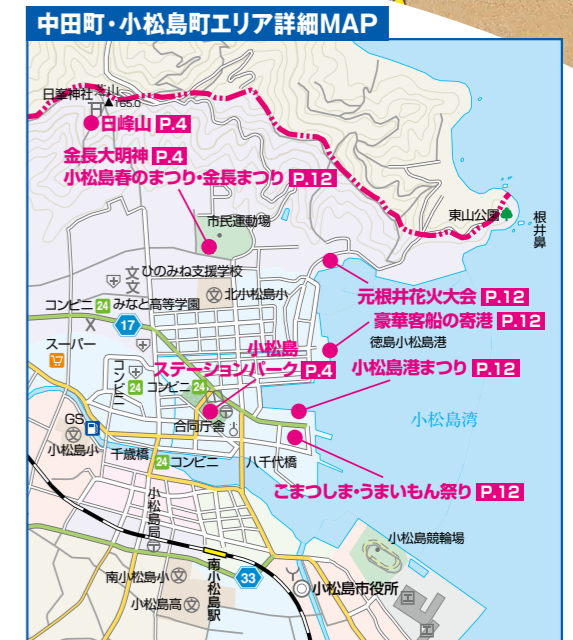 中田町・小松島町エリア詳細MAP
日峯神社
芝山
165.0
日峰山 P.4
金長大明神 P.4
小松島春のまつり・金長まつり P.12
市民運動場
東山公園
根井鼻
ひのみね支援学校
コンビニ 24 みなと高等学園
北小松島小
元根井花火大会 P.12
17
豪華客船の寄港 P.12
スーパー
徳島小松島港
小松島
ステーションパーク P.4
小松島港まつり P.12
コンビニ 24
コンビニ 24
小松島湾
合同庁舎
GS
小松島小
千歳橋
24 コンビニ
八千代橋
こまつしま・うまいもん祭り P.12
小松島局
小松島競輪場
南小松島小
33
小松島市役所
小松島高
南小松島駅